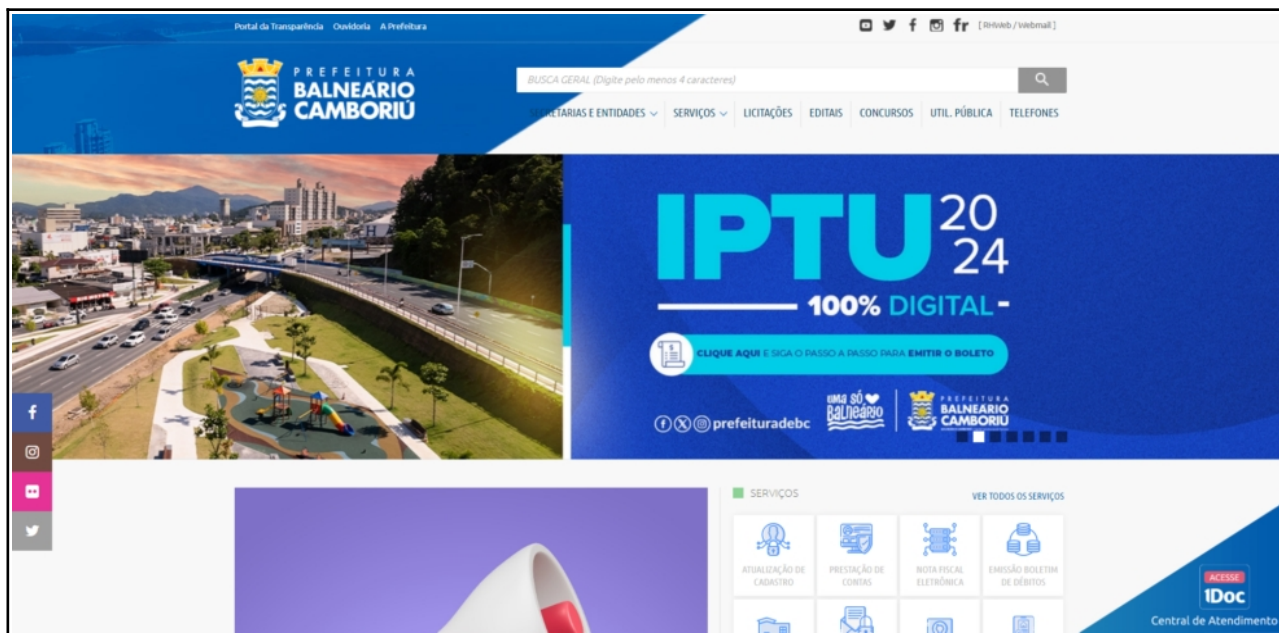 Portal da Transparência Ouvidoria A Prefeitura
[ RHWeb / Webmail ]
PREFEITURA
BALNEÁRIO
CAMBORIÚ
BUSCA GERAL (Digite pelo menos 4 caracteres)
SECRETARIAS E ENTIDADES SERVIÇOS LICITAÇÕES EDITAIS CONCURSOS UTIL. PÚBLICA TELEFONES
IPTU 20
24
100% DIGITAL
CLIQUE AQUI E SIGA O PASSO A PASSO PARA EMITIR O BOLETO
prefeituradebc
UMA SÓ
BALNEÁRIO
PREFEITURA
BALNEÁRIO
CAMBORIÚ
SERVIÇOS
VER TODOS OS SERVIÇOS
ATUALIZAÇÃO DE
CADASTRO
PRESTAÇÃO DE
CONTAS
NOTA FISCAL
ELETRÔNICA
EMISSÃO BOLETIM
DE DÉBITOS
ACESSE
1Doc
Central de Atendimento